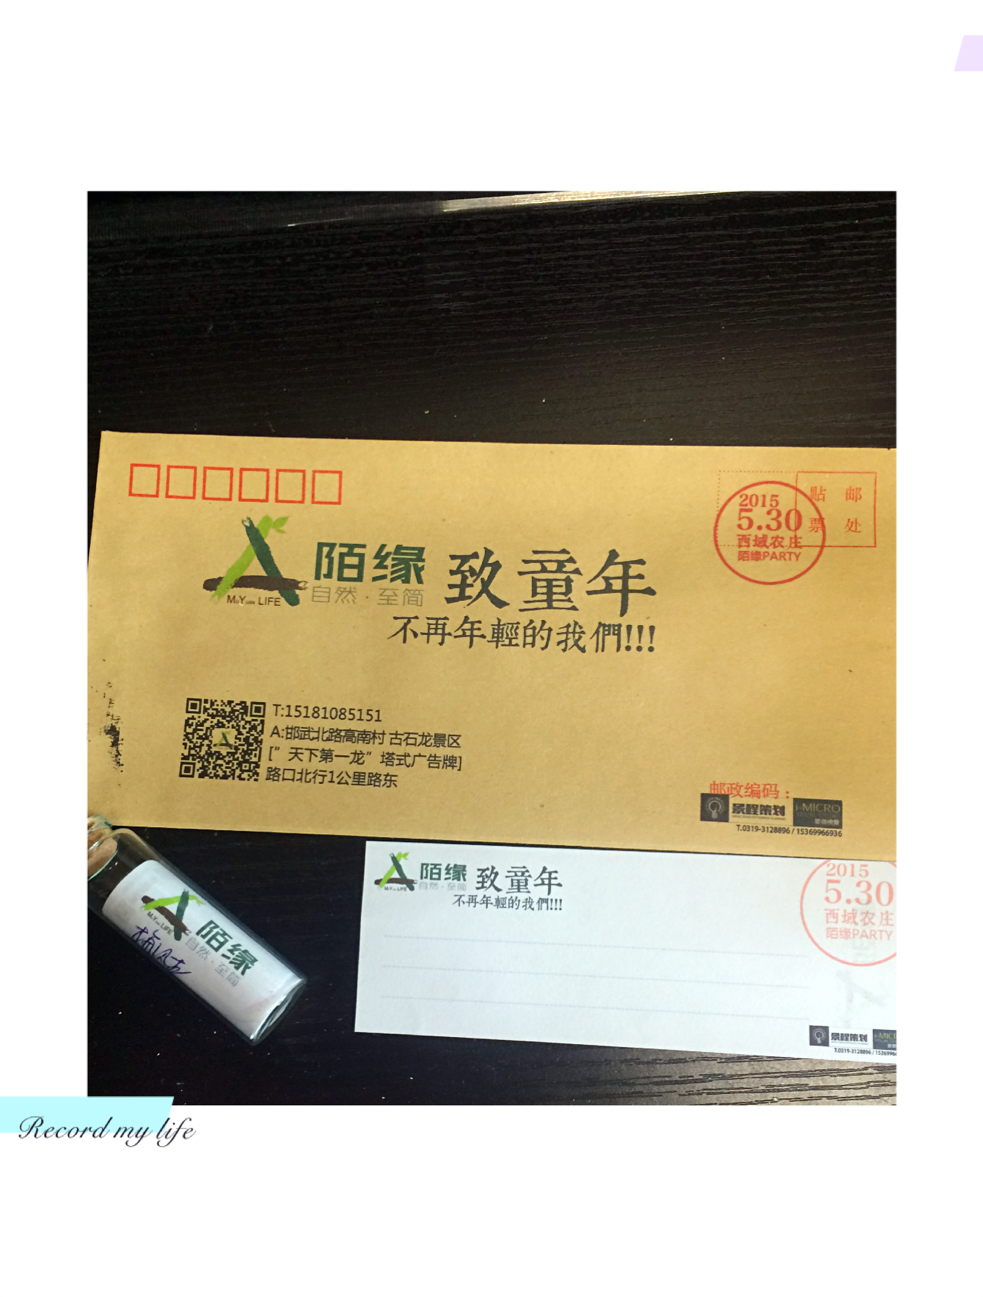 2015
5.30
西域农庄
陌缘PARTY
贴 邮
票 处
陌缘
自然·至简
LIFE
致童年
不再年輕的我們!!!
T:15181085151
A:邯武北路高南村 古石龙景区
[“天下第一龙”塔式广告牌]
路口北行1公里路东
邮政编码:
景程策划
i-MICRO
T.0319-3128896 / 15369966936
陌缘
自然·至简
致童年
不再年輕的我們!!!
2015
5.30
西域农庄
陌缘PARTY
景程策划
T.0319-3128896 /
陌缘
自然·至简
LIFE
Record my life